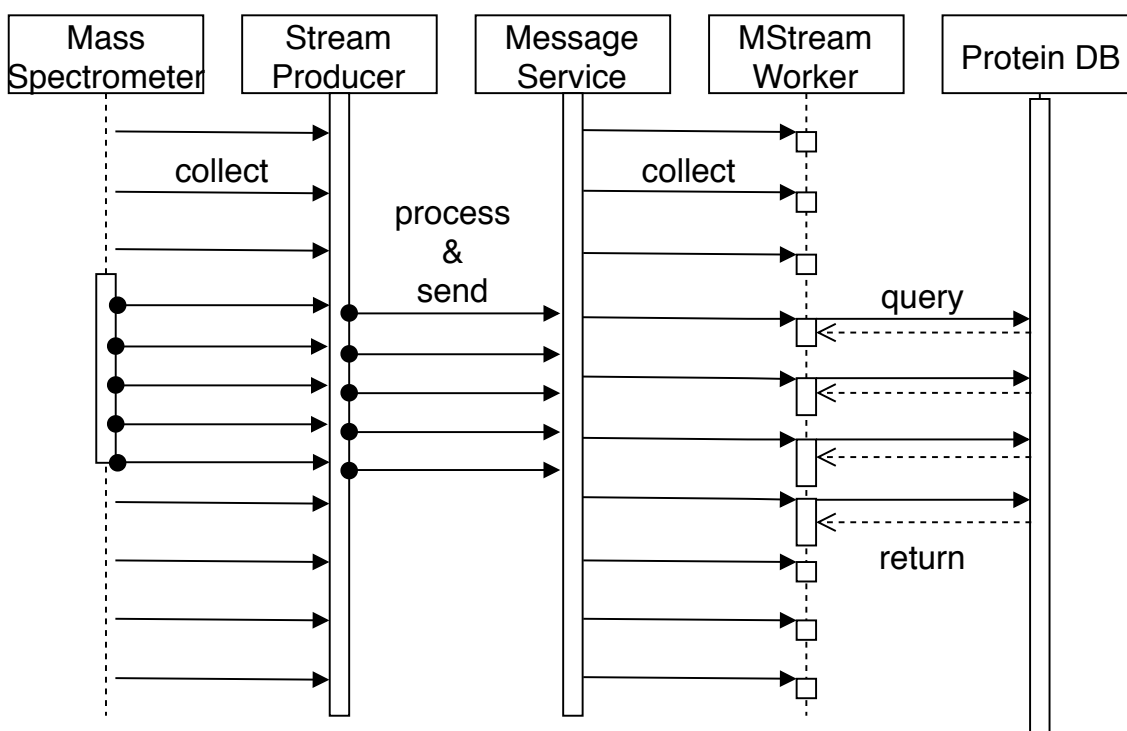 Mass
Spectrometer
Stream
Producer
Message
Service
MStream
Worker
Protein DB
collect
process
&
send
collect
query
return